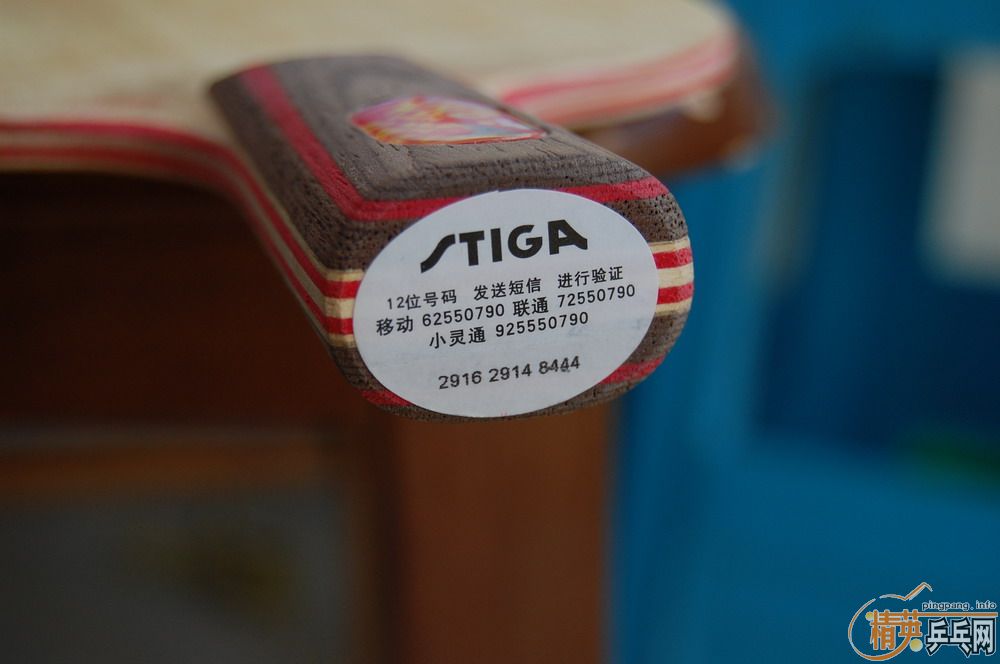 STIGA
12位号码 发送短信 进行验证
移动 62550790 联通 72550790
小灵通 925550790
2916 2914 8444
pingpang.info
精英乒乓网